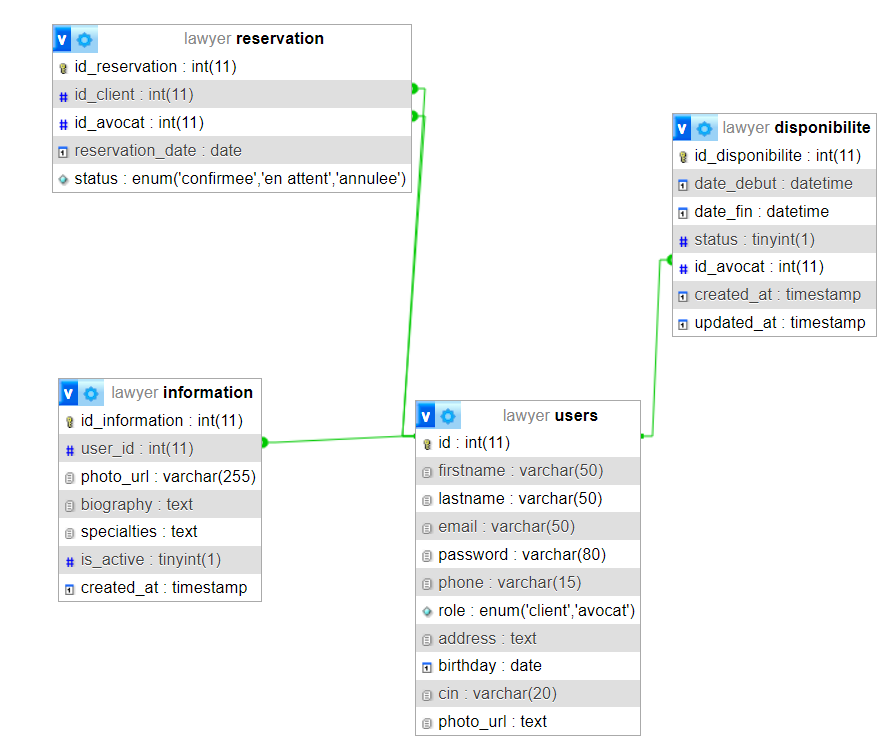 v lawyer reservation
id_reservation : int(11)
id_client : int(11)
id_avocat : int(11)
reservation_date : date
status : enum('confirmee','en attent','annulee')
v lawyer disponibilite
id_disponibilite : int(11)
date_debut : datetime
date_fin : datetime
status : tinyint(1)
id_avocat : int(11)
created_at : timestamp
updated_at : timestamp
v lawyer information
id_information : int(11)
user_id : int(11)
photo_url : varchar(255)
biography : text
specialties : text
is_active : tinyint(1)
created_at : timestamp
v lawyer users
id : int(11)
firstname : varchar(50)
lastname : varchar(50)
email : varchar(50)
password : varchar(80)
phone : varchar(15)
role : enum('client','avocat')
address : text
birthday : date
cin : varchar(20)
photo_url : text